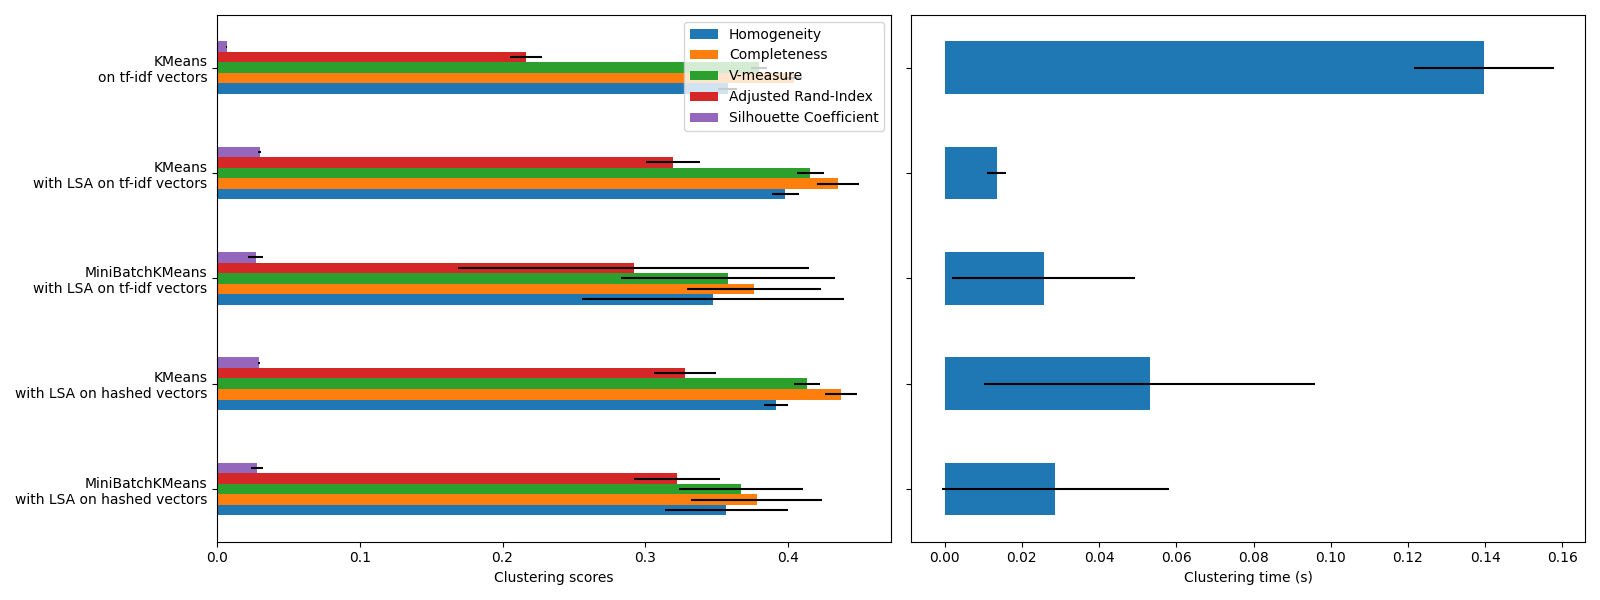 KMeans
on tf-idf vectors
KMeans
with LSA on tf-idf vectors
MiniBatchKMeans
with LSA on tf-idf vectors
KMeans
with LSA on hashed vectors
MiniBatchKMeans
with LSA on hashed vectors
Homogeneity
Completeness
V-measure
Adjusted Rand-Index
Silhouette Coefficient
0.0 0.1 0.2 0.3 0.4
Clustering scores
0.00 0.02 0.04 0.06 0.08 0.10 0.12 0.14 0.16
Clustering time (s)